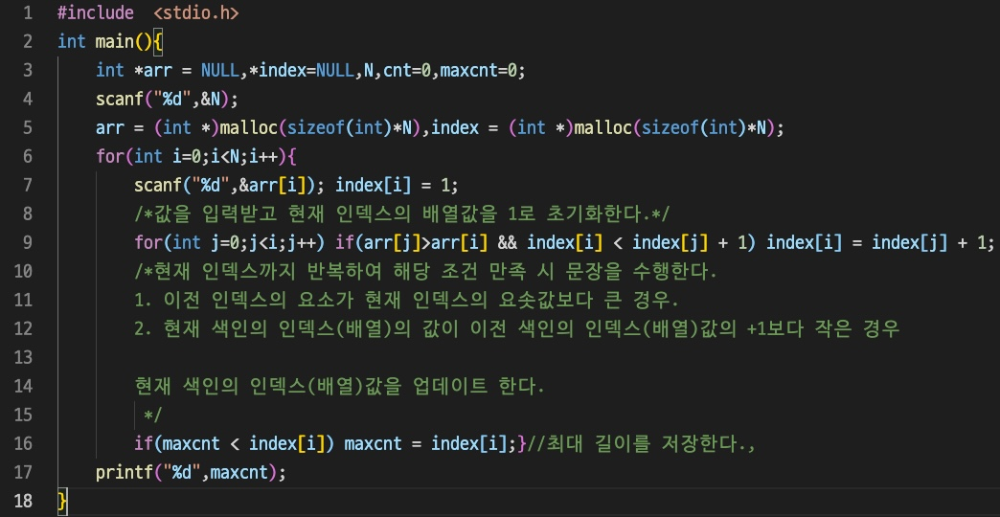 1 #include  <stdio.h>
2 int main(){
3 int *arr = NULL,*index=NULL,N,cnt=0,maxcnt=0;
4 scanf("%d",&N);
5 arr = (int *)malloc(sizeof(int)*N),index = (int *)malloc(sizeof(int)*N);
6 for(int i=0;i<N;i++){
7 scanf("%d",&arr[i]); index[i] = 1;
8 /*값을 입력받고 현재 인덱스의 배열값을 1로 초기화한다.*/
9 for(int j=0;j<i;j++) if(arr[j]>arr[i] && index[i] < index[j] + 1) index[i] = index[j] + 1;
10 /*현재 인덱스까지 반복하여 해당 조건 만족 시 문장을 수행한다.
11 1. 이전 인덱스의 요소가 현재 인덱스의 요솟값보다 큰 경우.
12 2. 현재 색인의 인덱스(배열)의 값이 이전 색인의 인덱스(배열)값의 +1보다 작은 경우
13
14 현재 색인의 인덱스(배열)값을 업데이트 한다.
15 */
16 if(maxcnt < index[i]) maxcnt = index[i];}//최대 길이를 저장한다.,
17 printf("%d",maxcnt);
18 }